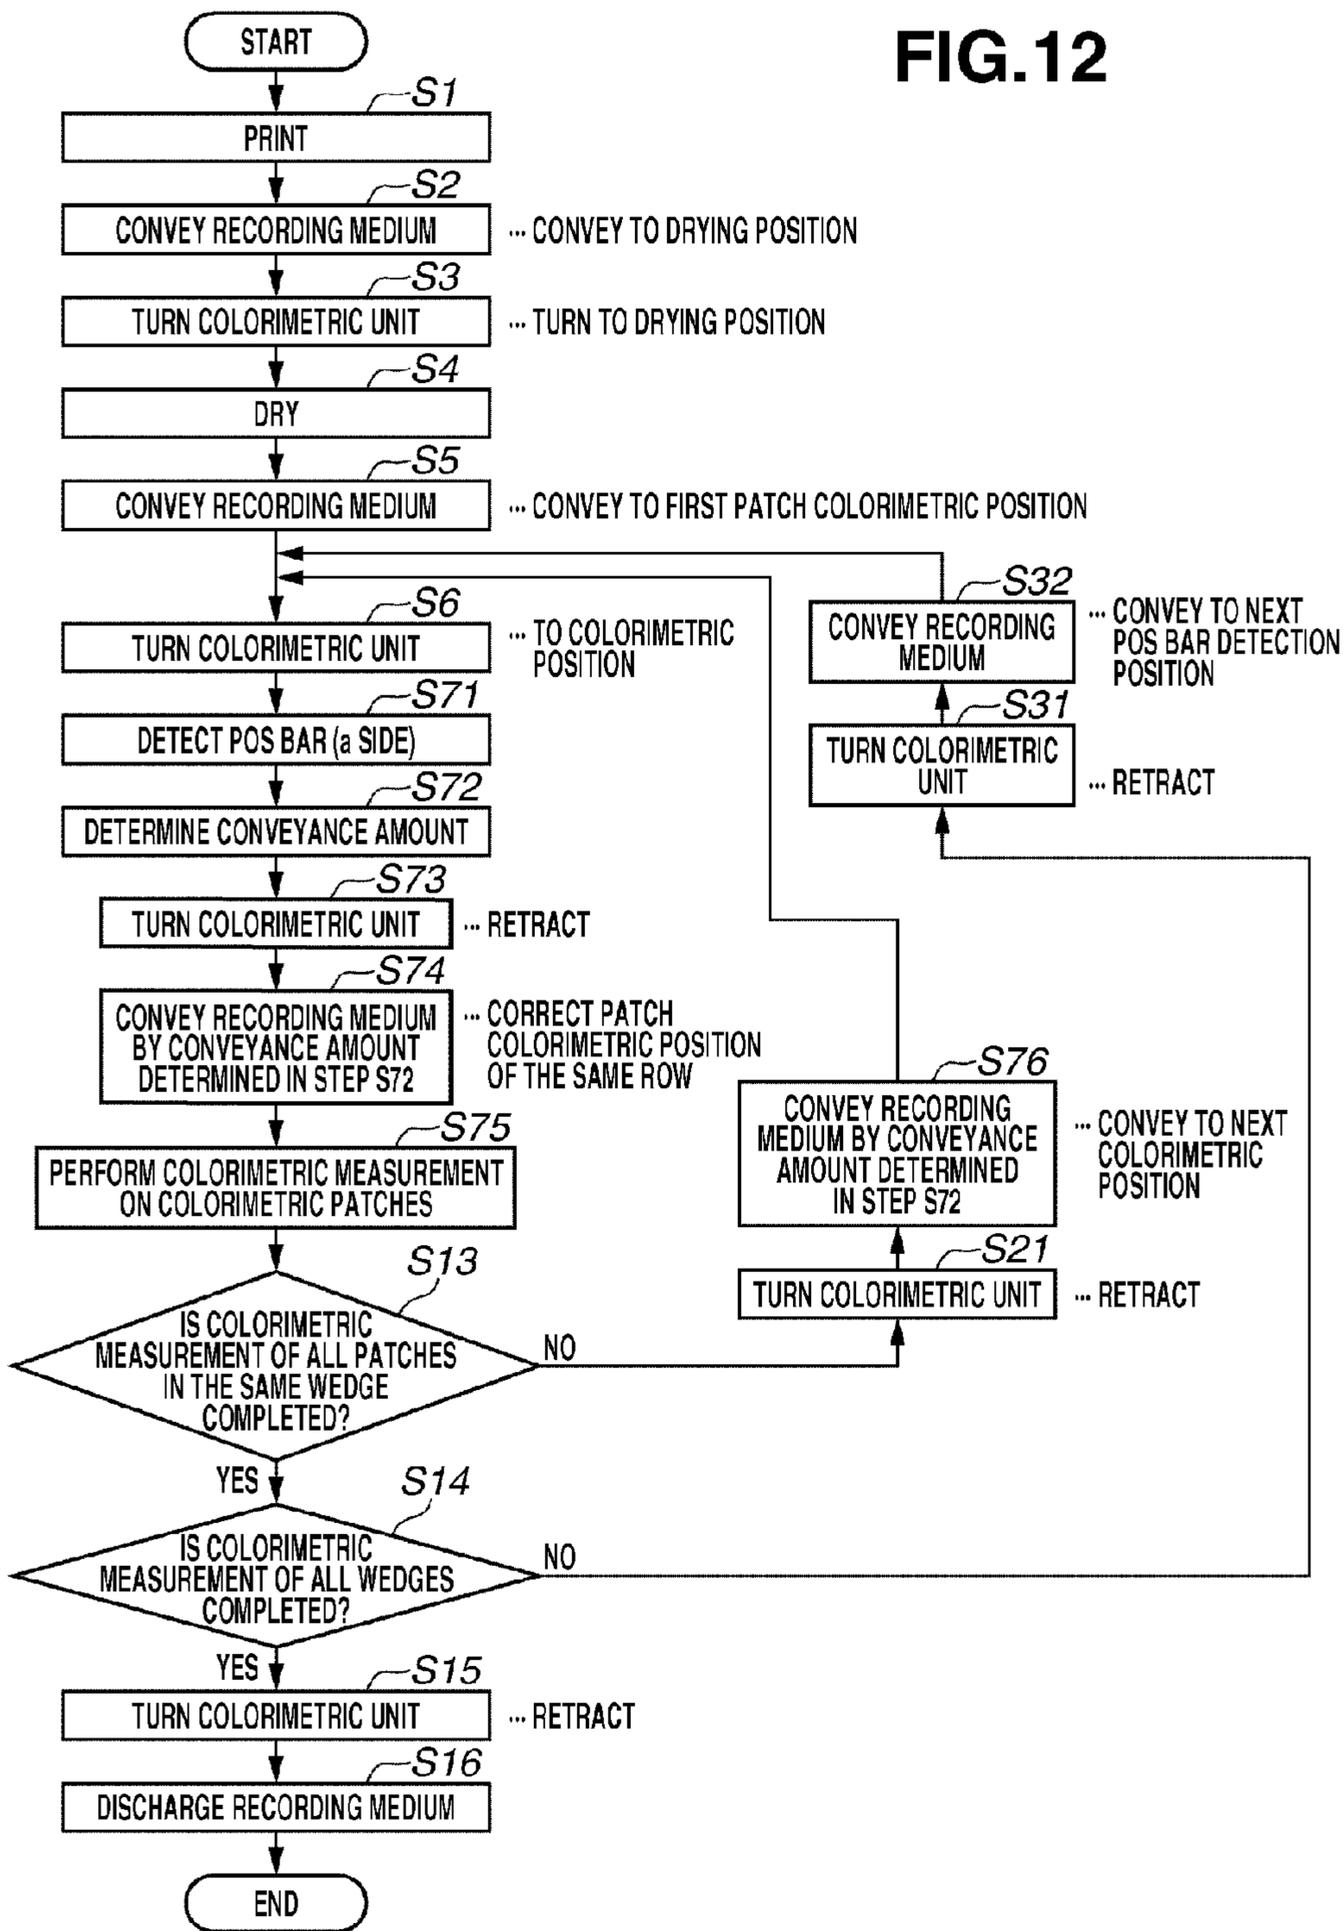 FIG.12
START
S1
PRINT
S2
CONVEY RECORDING MEDIUM
··· CONVEY TO DRYING POSITION
S3
TURN COLORIMETRIC UNIT
··· TURN TO DRYING POSITION
S4
DRY
S5
CONVEY RECORDING MEDIUM
··· CONVEY TO FIRST PATCH COLORIMETRIC POSITION
S6
TURN COLORIMETRIC UNIT
··· TO COLORIMETRIC
POSITION
S71
DETECT POS BAR (a SIDE)
S72
DETERMINE CONVEYANCE AMOUNT
S73
TURN COLORIMETRIC UNIT
··· RETRACT
S74
CONVEY RECORDING MEDIUM
BY CONVEYANCE AMOUNT
DETERMINED IN STEP S72
··· CORRECT PATCH
COLORIMETRIC POSITION
OF THE SAME ROW
S75
PERFORM COLORIMETRIC MEASUREMENT
ON COLORIMETRIC PATCHES
S13
IS COLORIMETRIC
MEASUREMENT OF ALL PATCHES
IN THE SAME WEDGE
COMPLETED?
NO
YES
S14
IS COLORIMETRIC
MEASUREMENT OF ALL WEDGES
COMPLETED?
NO
YES
S15
TURN COLORIMETRIC UNIT
··· RETRACT
S16
DISCHARGE RECORDING MEDIUM
END
S32
CONVEY RECORDING
MEDIUM
··· CONVEY TO NEXT
POS BAR DETECTION
POSITION
S31
TURN COLORIMETRIC
UNIT
··· RETRACT
S76
CONVEY RECORDING
MEDIUM BY CONVEYANCE
AMOUNT DETERMINED
IN STEP S72
··· CONVEY TO NEXT
COLORIMETRIC
POSITION
S21
TURN COLORIMETRIC UNIT
··· RETRACT